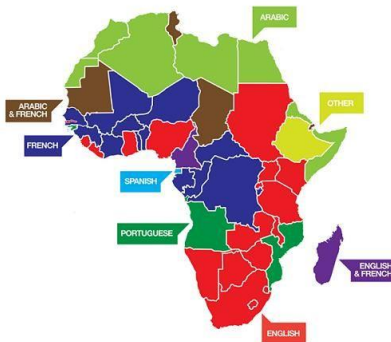 ARABIC
ARABIC
& FRENCH
OTHER
FRENCH
SPANISH
PORTUGUESE
ENGLISH
& FRENCH
ENGLISH